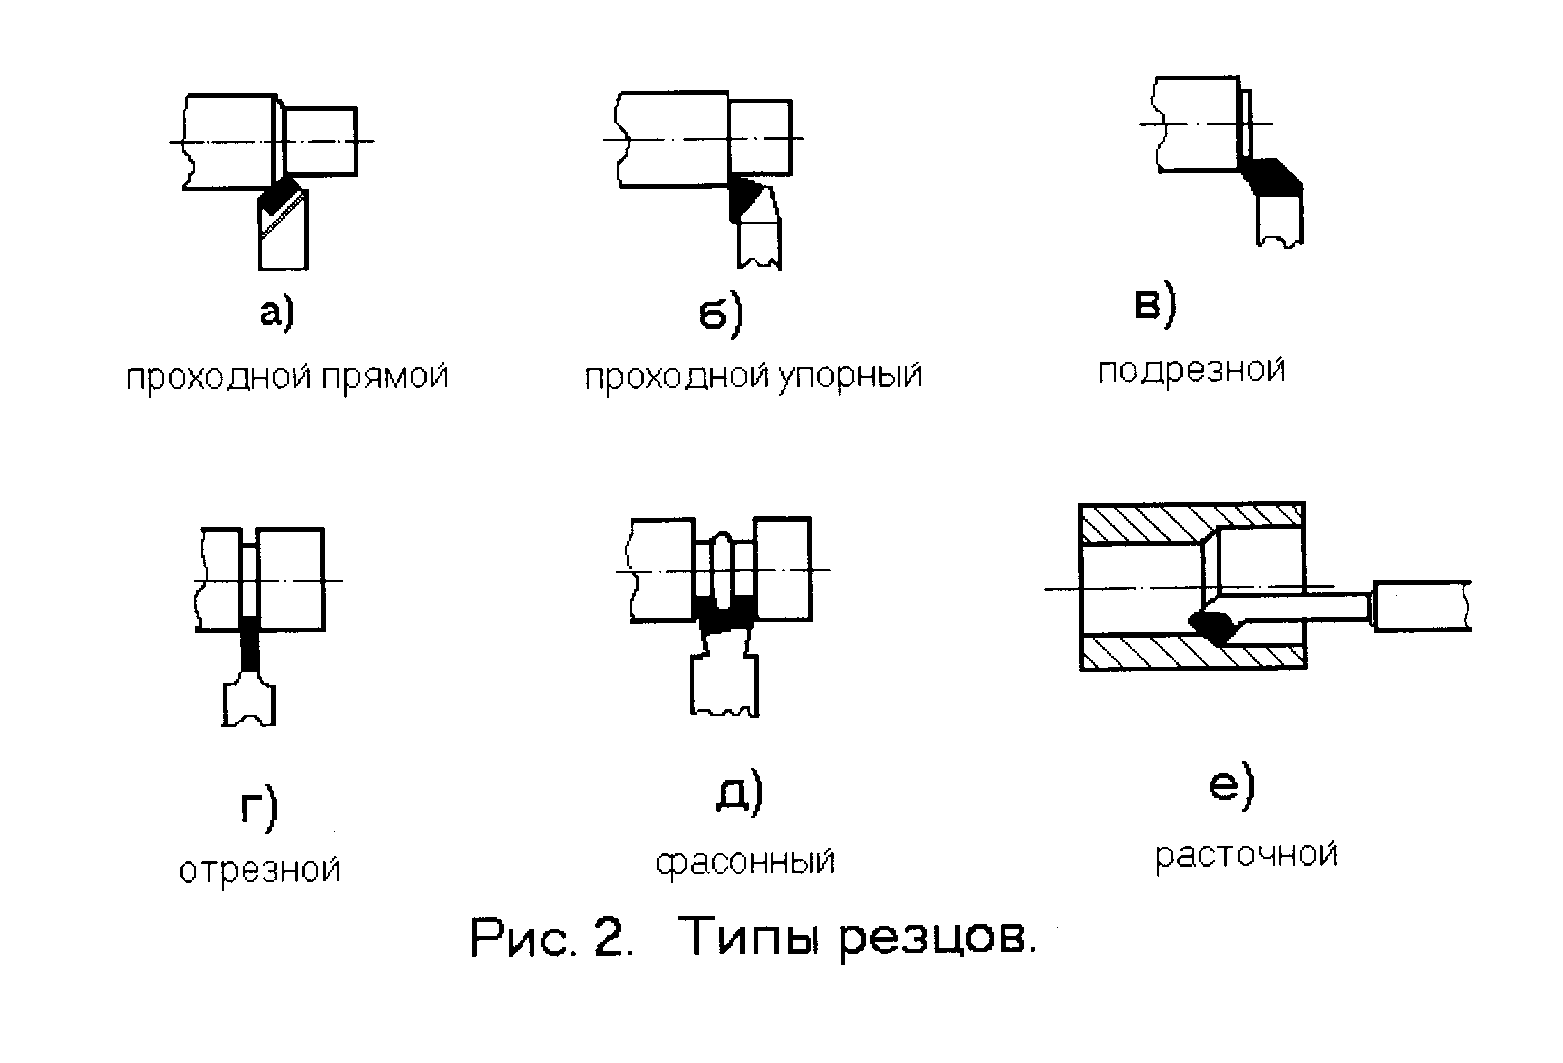 а)
б)
в)
проходной прямой
проходной упорный
подрезной
г)
д)
е)
отрезной
фасонный
расточной
Рис. 2. Типы резцов.